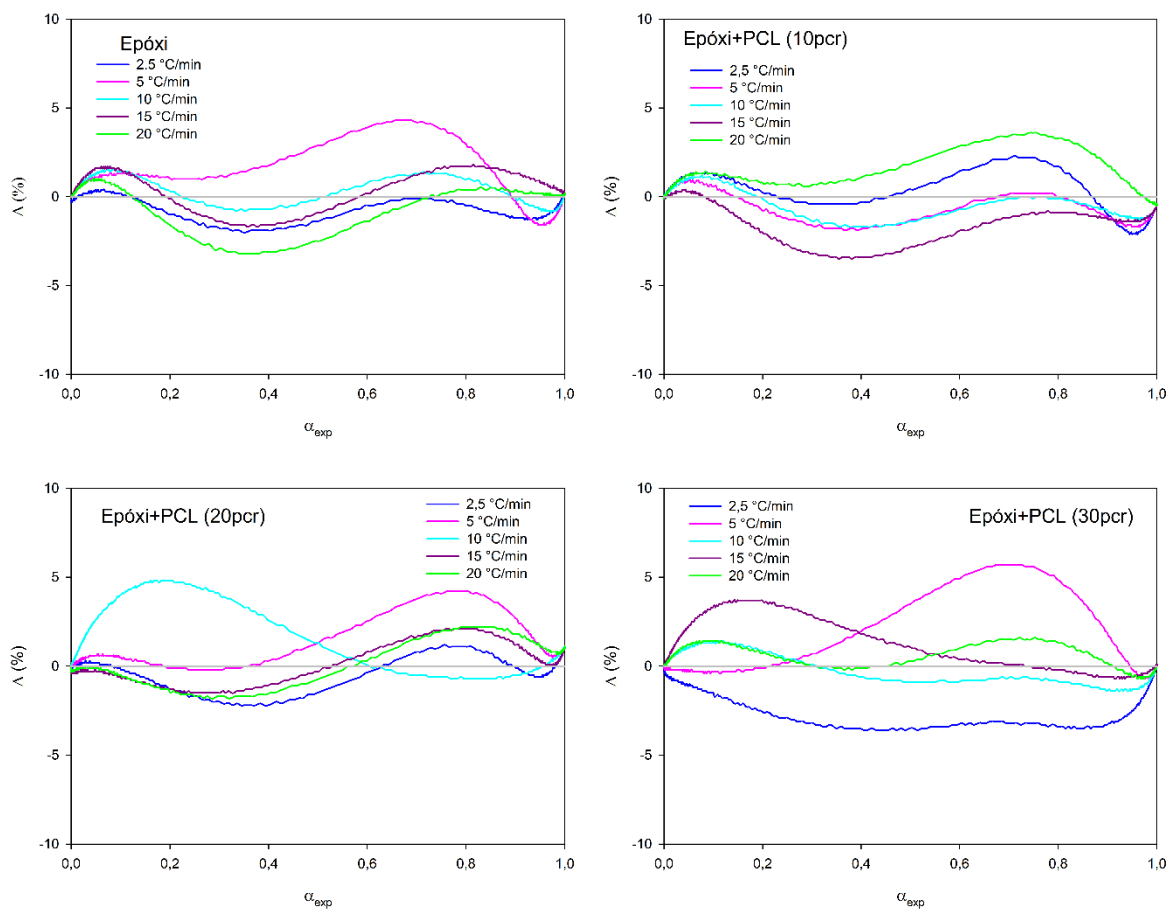 10
5
0
-5
-10
Λ (%)
Epóxi
2.5 °C/min
5 °C/min
10 °C/min
15 °C/min
20 °C/min
0,0 0,2 0,4 0,6 0,8 1,0
αexp
10
5
0
-5
-10
Λ (%)
Epóxi+PCL (10pcr)
2,5 °C/min
5 °C/min
10 °C/min
15 °C/min
20 °C/min
0,0 0,2 0,4 0,6 0,8 1,0
αexp
10
5
0
-5
-10
Λ (%)
Epóxi+PCL (20pcr)
2,5 °C/min
5 °C/min
10 °C/min
15 °C/min
20 °C/min
0,0 0,2 0,4 0,6 0,8 1,0
αexp
10
5
0
-5
-10
Λ (%)
2,5 °C/min
5 °C/min
10 °C/min
15 °C/min
20 °C/min
Epóxi+PCL (30pcr)
0,0 0,2 0,4 0,6 0,8 1,0
αexp